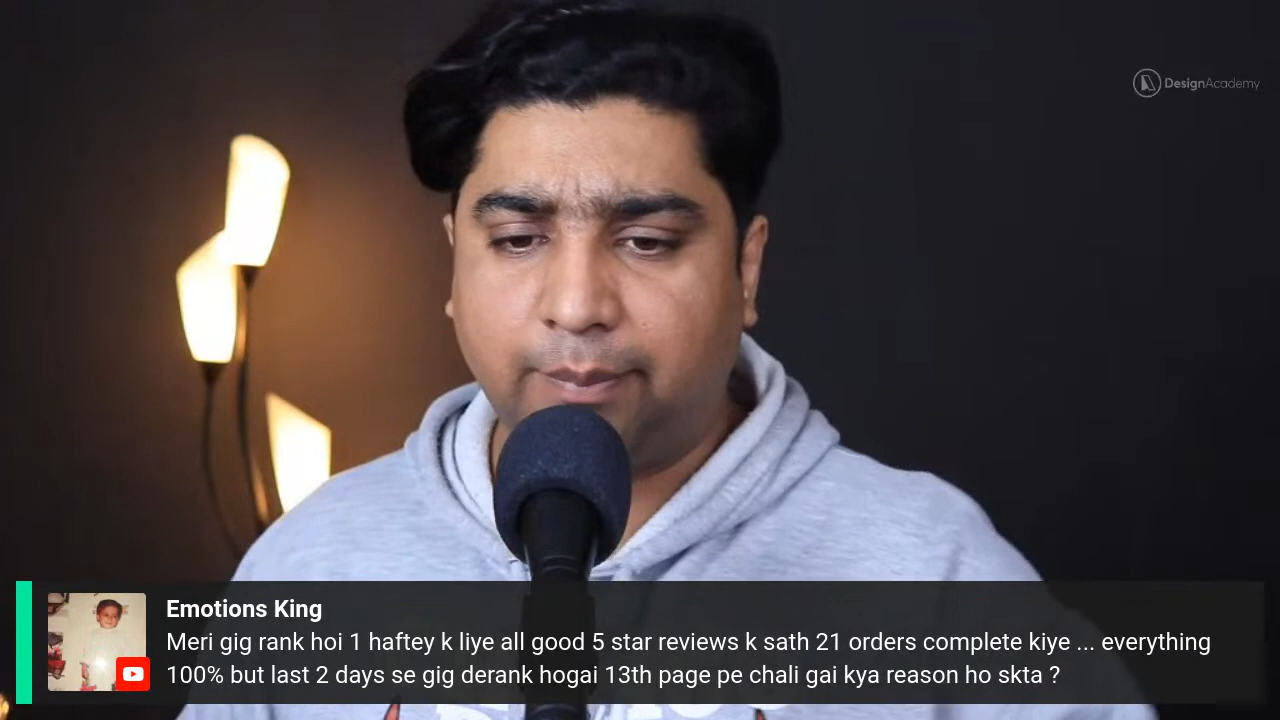 DesignAcademy
Emotions King
Meri gig rank hoi 1 haftey k liye all good 5 star reviews k sath 21 orders complete kiye ... everything
100% but last 2 days se gig derank hogai 13th page pe chali gai kya reason ho skta ?